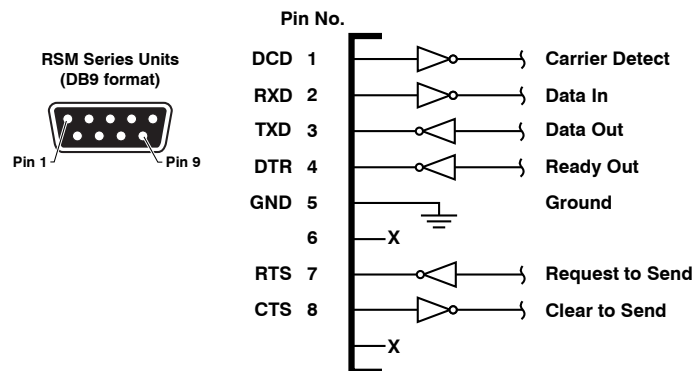 Pin No.
RSM Series Units
(DB9 format)
Pin 1
Pin 9
DCD 1 Carrier Detect
RXD 2 Data In
TXD 3 Data Out
DTR 4 Ready Out
GND 5 Ground
6 X
RTS 7 Request to Send
CTS 8 Clear to Send
X